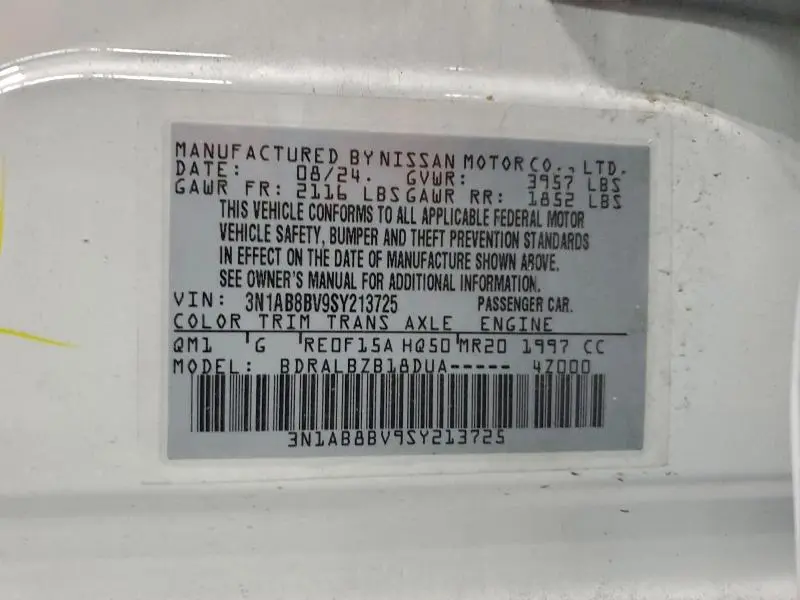 MANUFACTURED BY NISSAN MOTOR CO., LTD.
DATE: 08/24. GVWR: 3957 LBS
GAWR FR: 2116 LBS GAWR RR: 1852 LBS
THIS VEHICLE CONFORMS TO ALL APPLICABLE FEDERAL MOTOR
VEHICLE SAFETY, BUMPER AND THEFT PREVENTION STANDARDS
IN EFFECT ON THE DATE OF MANUFACTURE SHOWN ABOVE.
SEE OWNER'S MANUAL FOR ADDITIONAL INFORMATION.
VIN: 3N1AB8BV9SY213725 PASSENGER CAR.
COLOR TRIM TRANS AXLE ENGINE
QM1 G RE0F15A HQ50 MR20 1997 CC
MODEL: BDRALBZB18DUA----- 4Z000
3N1AB8BV9SY213725